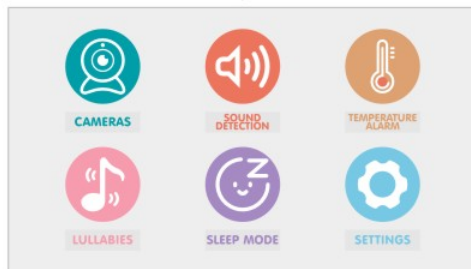 CAMERAS
SOUND
DETECTION
TEMPERATURE
ALARM
LULLABIES
SLEEP MODE
SETTINGS